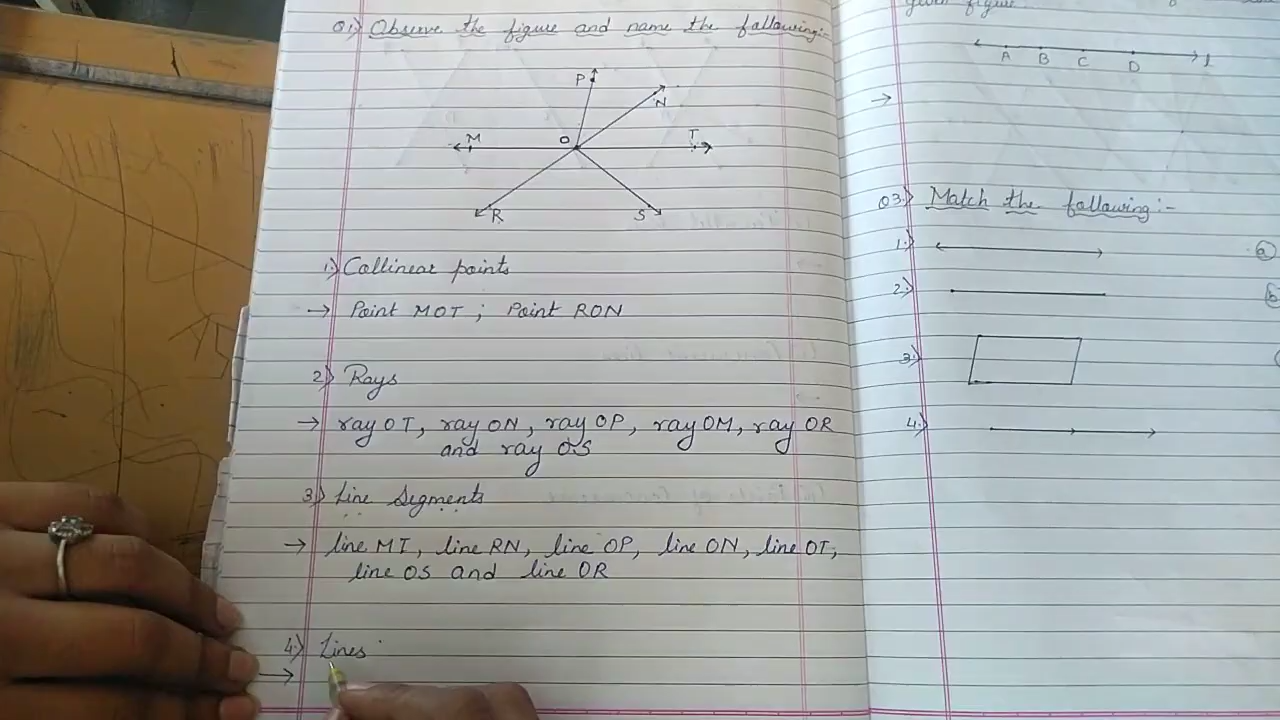 Q1) Observe the figure and name the following:-
P
N
M O T
R S
1) Collinear points
→ Point MOT ; Point RON
2) Rays
→ ray OT, ray ON, ray OP, ray OM, ray OR
and ray OS
3) Line Segments
→ line MT, line RN, line OP, line ON, line OT,
line OS and line OR
4) Lines
→
given figure
A B C D l
→
Q3.) Match the following:-
1.) a
2.) b
3.)
4.)